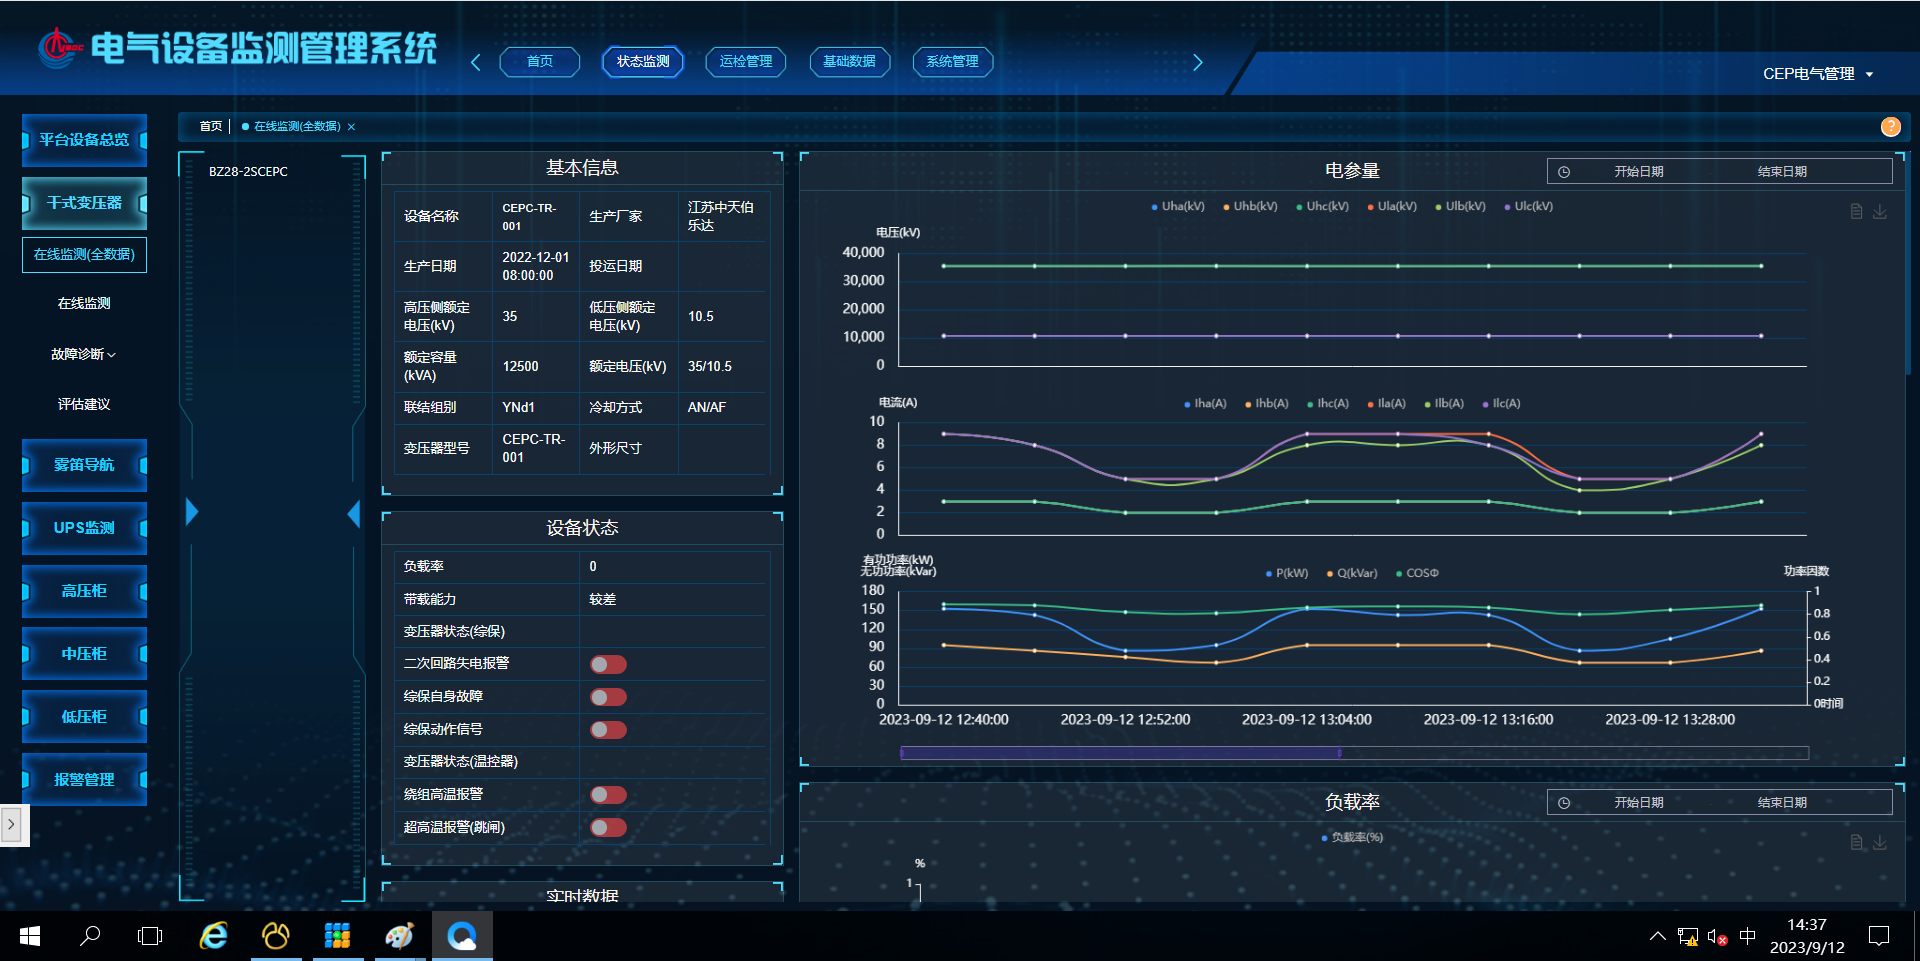 电气设备监测管理系统
首页
状态监测
运检管理
基础数据
系统管理
CEP电气管理
平台设备总览
干式变压器
在线监测(全数据)
在线监测
故障诊断
评估建议
雾笛导航
UPS监测
高压柜
中压柜
低压柜
报警管理
首页
在线监测(全数据) ×
?
BZ28-2SCEPC
基本信息
设备名称
CEPC-TR-
001
生产厂家
江苏中天伯
乐达
生产日期
2022-12-01
08:00:00
投运日期
高压侧额定
电压(kV)
35
低压侧额定
电压(kV)
10.5
额定容量
(kVA)
12500
额定电压(kV)
35/10.5
联结组别
YNd1
冷却方式
AN/AF
变压器型号
CEPC-TR-
001
外形尺寸
设备状态
负载率
0
带载能力
较差
变压器状态(综保)
二次回路失电报警
综保自身故障
综保动作信号
变压器状态(温控器)
绕组高温报警
超高温报警(跳闸)
实时数据
电参量
开始日期
结束日期
Uha(kV) Uhb(kV) Uhc(kV) Ula(kV) Ulb(kV) Ulc(kV)
电压(kV)
40,000
30,000
20,000
10,000
0
电流(A)
Iha(A) Ihb(A) Ihc(A) Ila(A) Ilb(A) Ilc(A)
10
8
6
4
2
0
有功功率(kW)
无功功率(kVar)
P(kW) Q(kVar) COSΦ
功率因数
180
150
120
90
60
30
0
1
0.8
0.6
0.4
0.2
0时间
2023-09-12 12:40:00
2023-09-12 12:52:00
2023-09-12 13:04:00
2023-09-12 13:16:00
2023-09-12 13:28:00
负载率
开始日期
结束日期
负载率(%)
%
1
中
14:37
2023/9/12